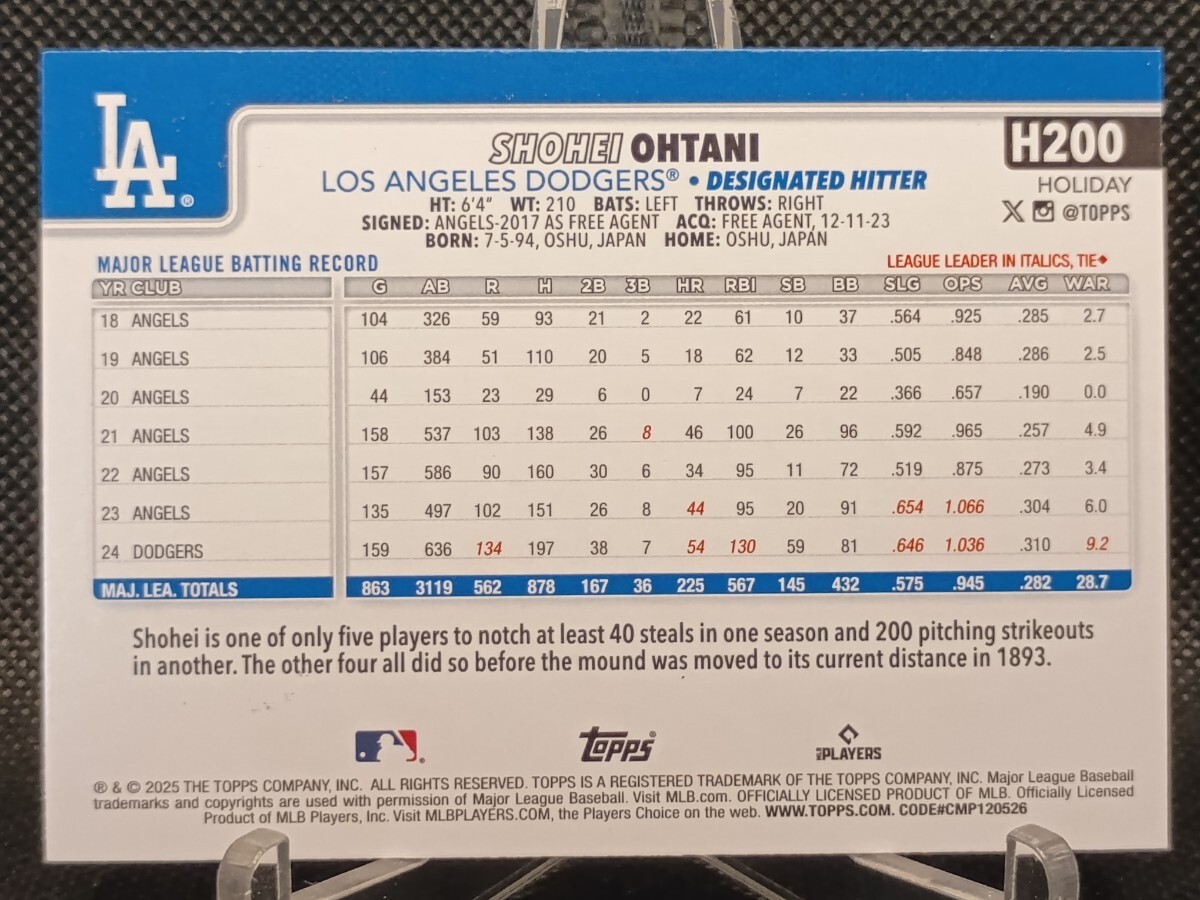 LA®
SHOHEI OHTANI
H200
LOS ANGELES DODGERS® • DESIGNATED HITTER
HOLIDAY
HT: 6'4" WT: 210 BATS: LEFT THROWS: RIGHT
X @TOPPS
SIGNED: ANGELS-2017 AS FREE AGENT ACQ: FREE AGENT, 12-11-23
BORN: 7-5-94, OSHU, JAPAN HOME: OSHU, JAPAN
MAJOR LEAGUE BATTING RECORD LEAGUE LEADER IN ITALICS, TIE◆
YR CLUB G AB R H 2B 3B HR RBI SB BB SLG OPS AVG WAR
18 ANGELS 104 326 59 93 21 2 22 61 10 37 .564 .925 .285 2.7
19 ANGELS 106 384 51 110 20 5 18 62 12 33 .505 .848 .286 2.5
20 ANGELS 44 153 23 29 6 0 7 24 7 22 .366 .657 .190 0.0
21 ANGELS 158 537 103 138 26 8 46 100 26 96 .592 .965 .257 4.9
22 ANGELS 157 586 90 160 30 6 34 95 11 72 .519 .875 .273 3.4
23 ANGELS 135 497 102 151 26 8 44 95 20 91 .654 1.066 .304 6.0
24 DODGERS 159 636 134 197 38 7 54 130 59 81 .646 1.036 .310 9.2
MAJ. LEA. TOTALS 863 3119 562 878 167 36 225 567 145 432 .575 .945 .282 28.7
Shohei is one of only five players to notch at least 40 steals in one season and 200 pitching strikeouts
in another. The other four all did so before the mound was moved to its current distance in 1893.
Topps® MLB PLAYERS
® & © 2025 THE TOPPS COMPANY, INC. ALL RIGHTS RESERVED. TOPPS IS A REGISTERED TRADEMARK OF THE TOPPS COMPANY, INC. Major League Baseball
trademarks and copyrights are used with permission of Major League Baseball. Visit MLB.com. OFFICIALLY LICENSED PRODUCT OF MLB. Officially Licensed
Product of MLB Players, Inc. Visit MLBPLAYERS.COM, the Players Choice on the web. WWW.TOPPS.COM. CODE#CMP120526